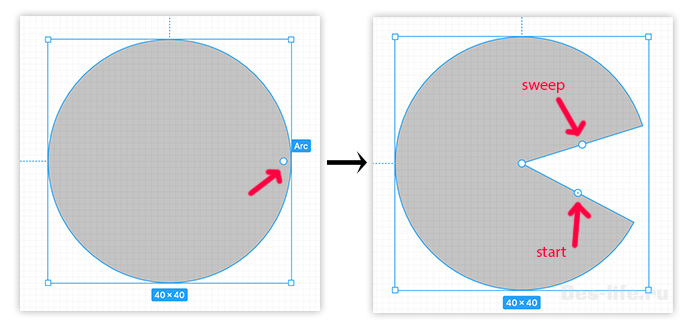 Arc
40 × 40
sweep
start
40 × 40
Des-life.ru